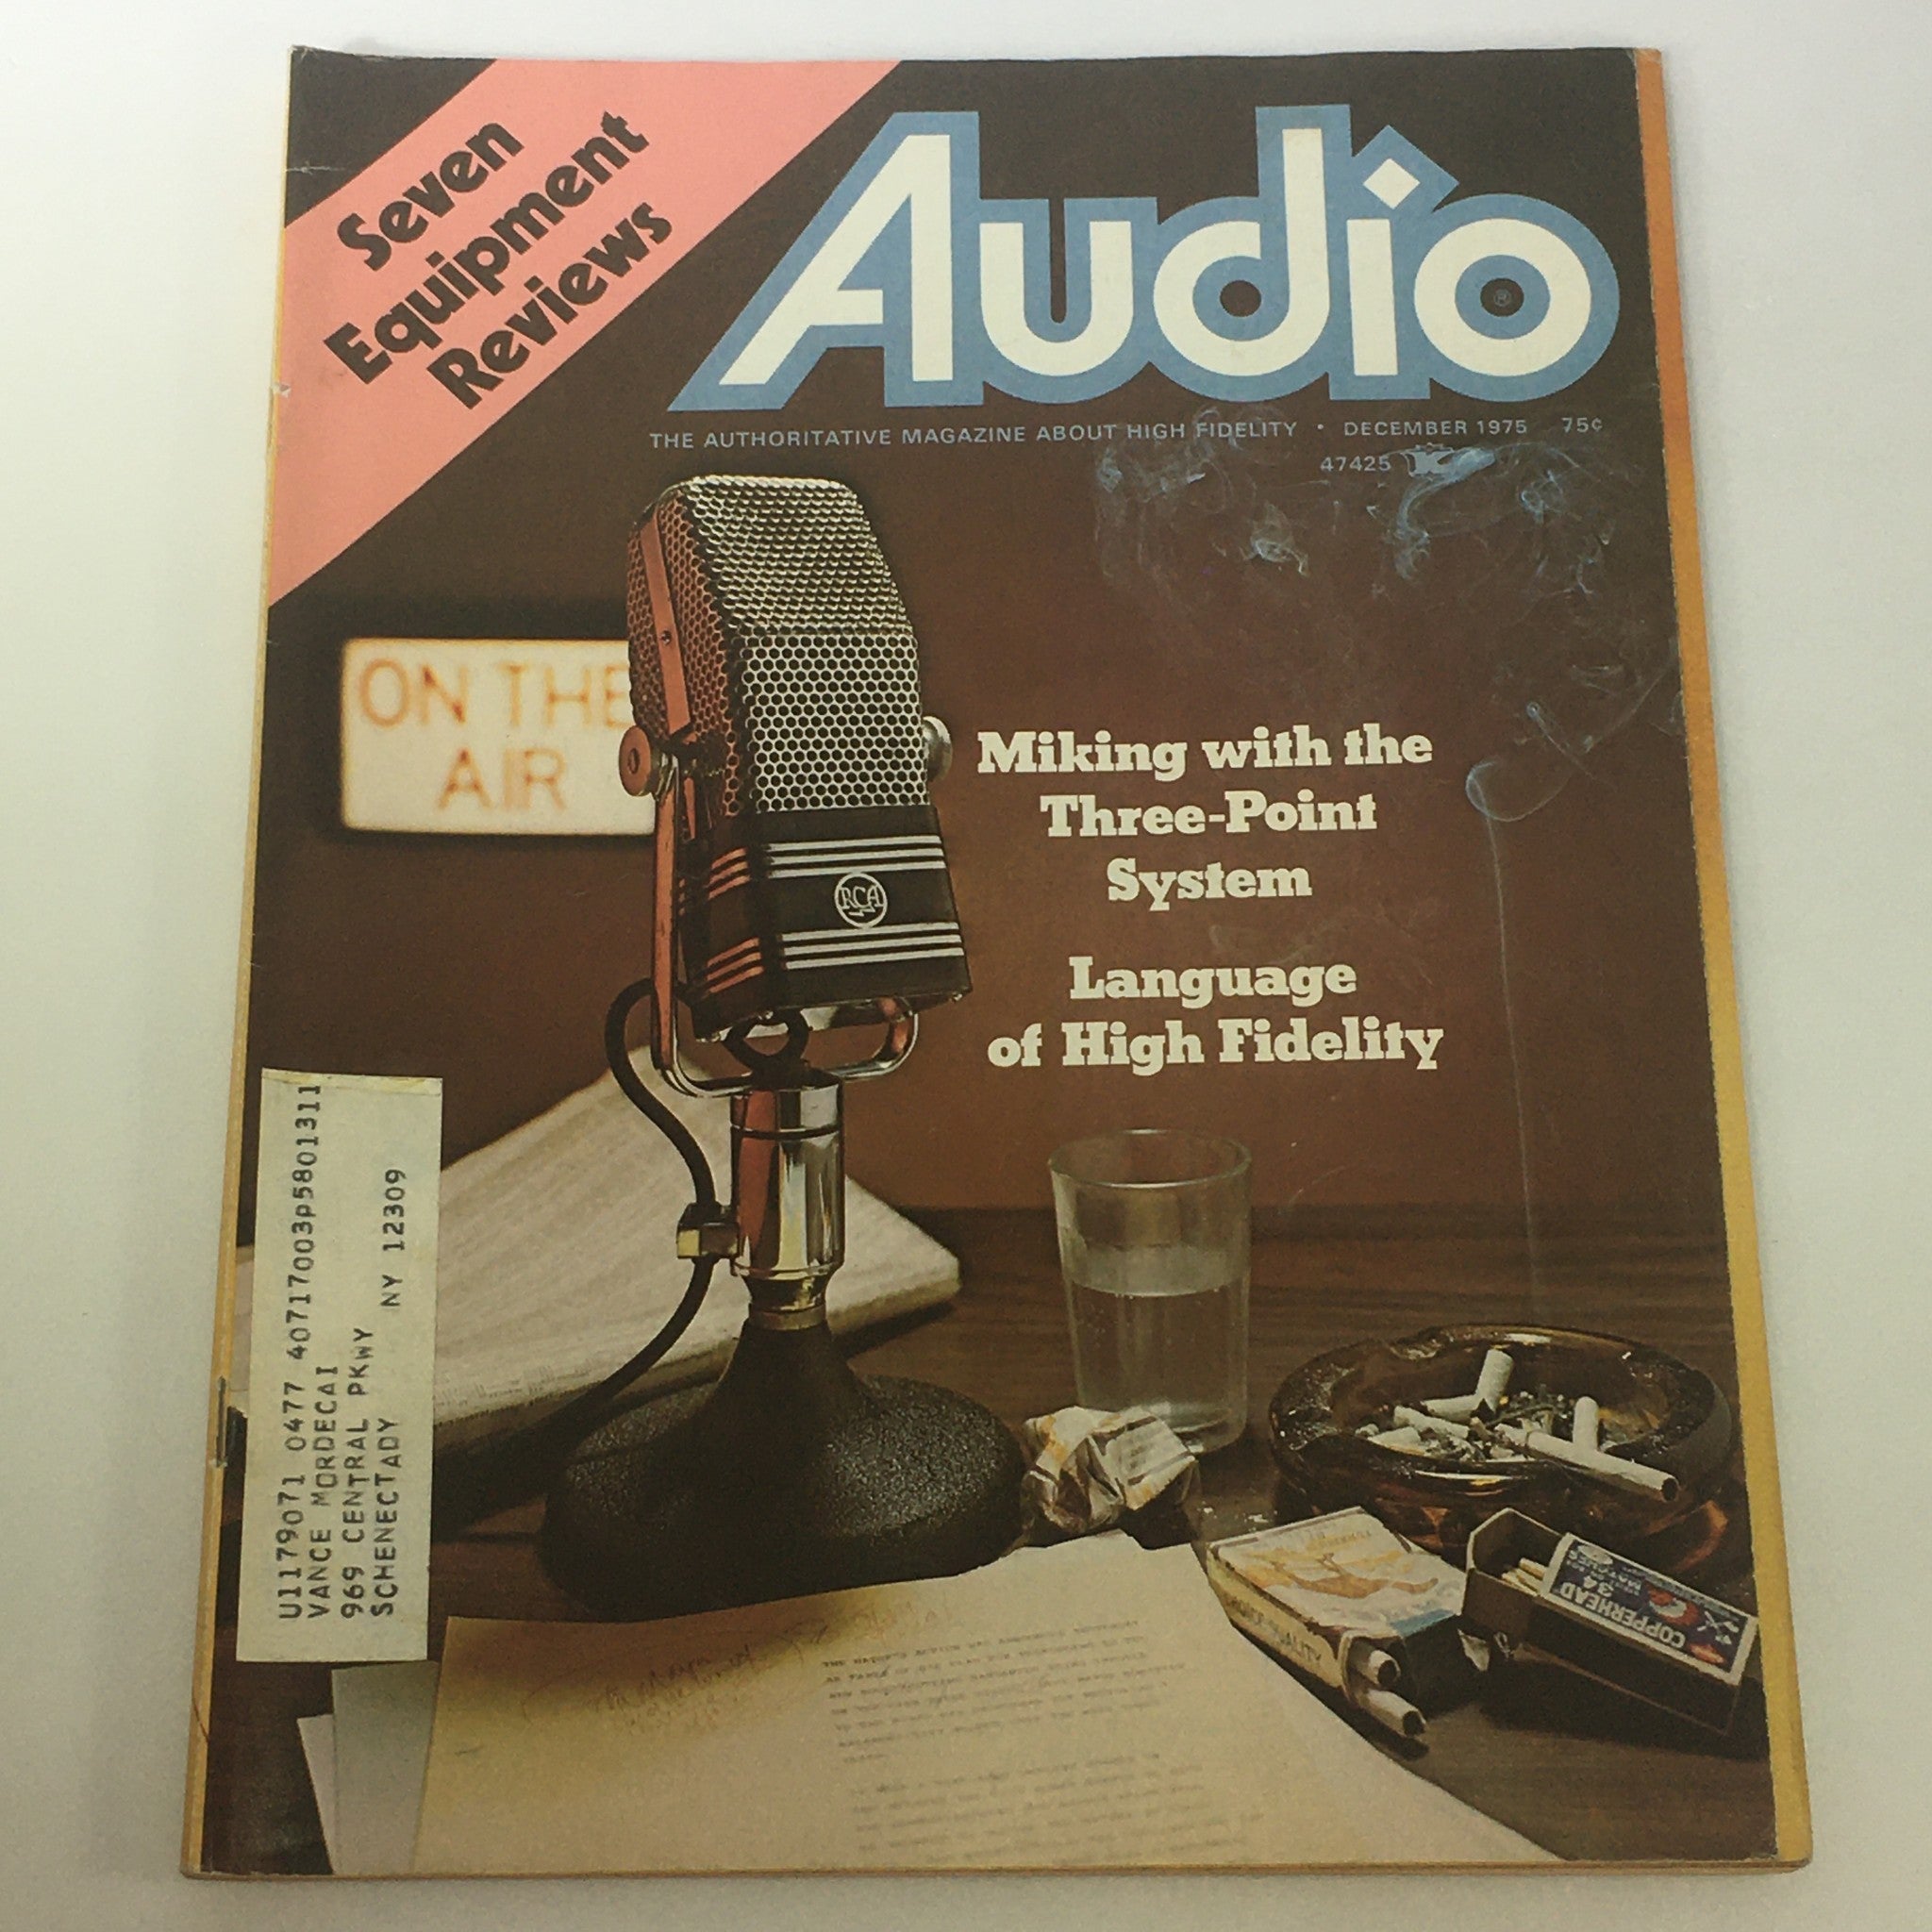 Seven
Equipment
Reviews
Audio
®
THE AUTHORITATIVE MAGAZINE ABOUT HIGH FIDELITY • DECEMBER 1975 75¢
47425
ON THE
AIR
Miking with the
Three-Point
System
RCA
Language
of High Fidelity
U1179071 0477 40717003p5801311
VANCE MORDECAI
969 CENTRAL PKWY
SCHENECTADY NY 12309
COPPERHEAD
34